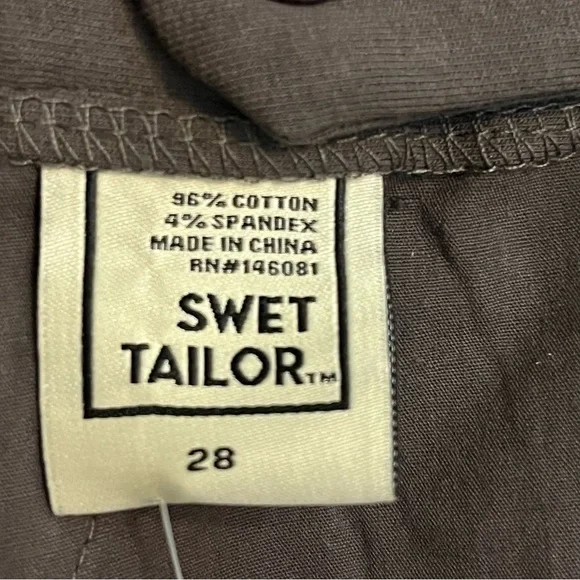 96% COTTON
4% SPANDEX
MADE IN CHINA
RN#146081
SWET
TAILOR™
28